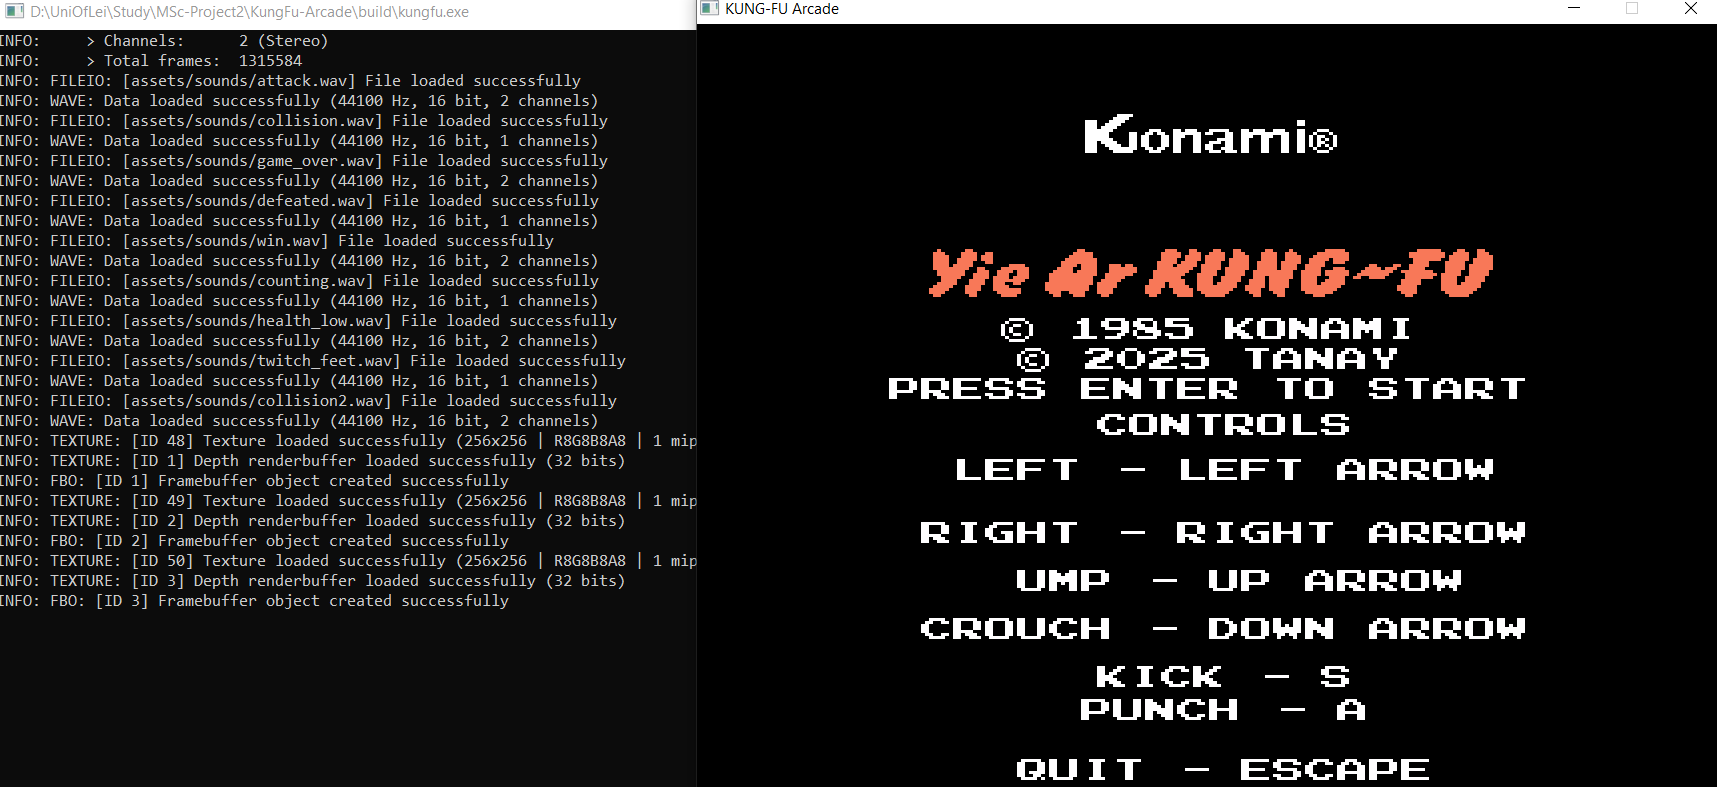 D:\UniOfLei\Study\MSc-Project2\KungFu-Arcade\build\kungfu.exe
INFO:     > Channels:      2 (Stereo)
INFO:     > Total frames:  1315584
INFO: FILEIO: [assets/sounds/attack.wav] File loaded successfully
INFO: WAVE: Data loaded successfully (44100 Hz, 16 bit, 2 channels)
INFO: FILEIO: [assets/sounds/collision.wav] File loaded successfully
INFO: WAVE: Data loaded successfully (44100 Hz, 16 bit, 1 channels)
INFO: FILEIO: [assets/sounds/game_over.wav] File loaded successfully
INFO: WAVE: Data loaded successfully (44100 Hz, 16 bit, 2 channels)
INFO: FILEIO: [assets/sounds/defeated.wav] File loaded successfully
INFO: WAVE: Data loaded successfully (44100 Hz, 16 bit, 1 channels)
INFO: FILEIO: [assets/sounds/win.wav] File loaded successfully
INFO: WAVE: Data loaded successfully (44100 Hz, 16 bit, 2 channels)
INFO: FILEIO: [assets/sounds/counting.wav] File loaded successfully
INFO: WAVE: Data loaded successfully (44100 Hz, 16 bit, 1 channels)
INFO: FILEIO: [assets/sounds/health_low.wav] File loaded successfully
INFO: WAVE: Data loaded successfully (44100 Hz, 16 bit, 2 channels)
INFO: FILEIO: [assets/sounds/twitch_feet.wav] File loaded successfully
INFO: WAVE: Data loaded successfully (44100 Hz, 16 bit, 1 channels)
INFO: FILEIO: [assets/sounds/collision2.wav] File loaded successfully
INFO: WAVE: Data loaded successfully (44100 Hz, 16 bit, 2 channels)
INFO: TEXTURE: [ID 48] Texture loaded successfully (256x256 | R8G8B8A8 | 1 mip
INFO: TEXTURE: [ID 1] Depth renderbuffer loaded successfully (32 bits)
INFO: FBO: [ID 1] Framebuffer object created successfully
INFO: TEXTURE: [ID 49] Texture loaded successfully (256x256 | R8G8B8A8 | 1 mip
INFO: TEXTURE: [ID 2] Depth renderbuffer loaded successfully (32 bits)
INFO: FBO: [ID 2] Framebuffer object created successfully
INFO: TEXTURE: [ID 50] Texture loaded successfully (256x256 | R8G8B8A8 | 1 mip
INFO: TEXTURE: [ID 3] Depth renderbuffer loaded successfully (32 bits)
INFO: FBO: [ID 3] Framebuffer object created successfully
KUNG-FU Arcade
Konami®
Yie Ar KUNG~FU
© 1985 KONAMI
© 2025 TANAY
PRESS ENTER TO START
CONTROLS
LEFT - LEFT ARROW
RIGHT - RIGHT ARROW
UMP - UP ARROW
CROUCH - DOWN ARROW
KICK - S
PUNCH - A
QUIT - ESCAPE